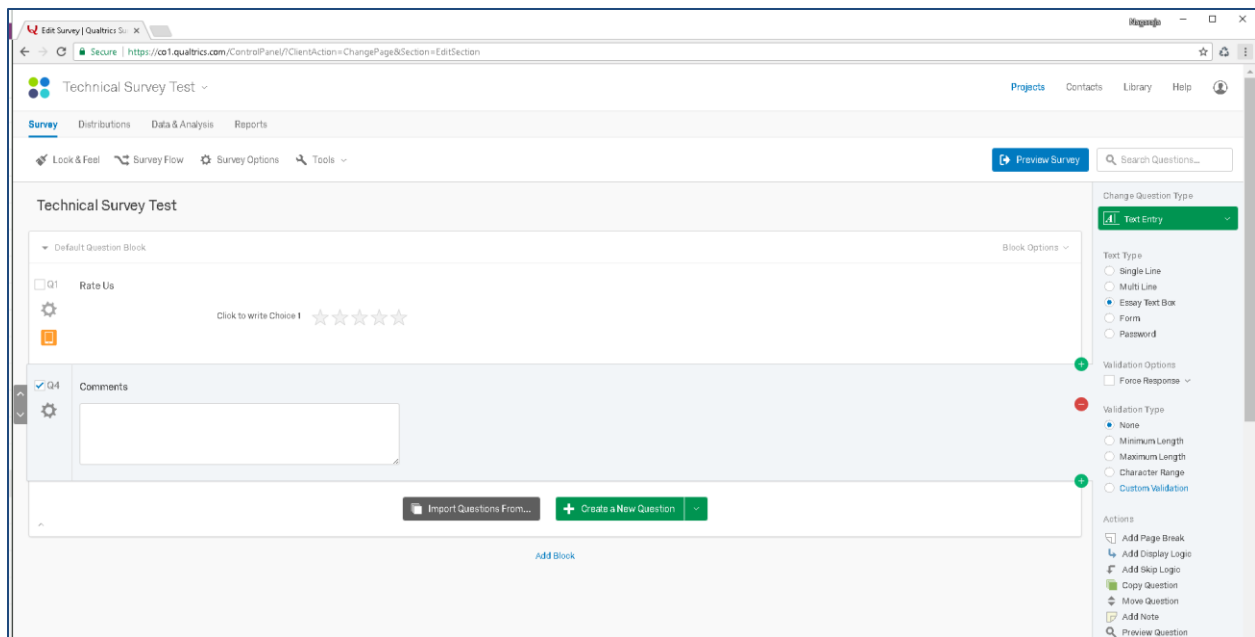 Edit Survey | Qualtrics Su
Nagaraja
Secure | https://co1.qualtrics.com/ControlPanel/?ClientAction=ChangePage&Section=EditSection
Technical Survey Test
Projects Contacts Library Help
Survey Distributions Data & Analysis Reports
Look & Feel Survey Flow Survey Options Tools
Preview Survey Search Questions...
Technical Survey Test
Default Question Block Block Options
Q1 Rate Us
Click to write Choice 1
Q4 Comments
Import Questions From... Create a New Question
Add Block
Change Question Type
Text Entry
Text Type
Single Line
Multi Line
Essay Text Box
Form
Password
Validation Options
Force Response
Validation Type
None
Minimum Length
Maximum Length
Character Range
Custom Validation
Actions
Add Page Break
Add Display Logic
Add Skip Logic
Copy Question
Move Question
Add Note
Preview Question